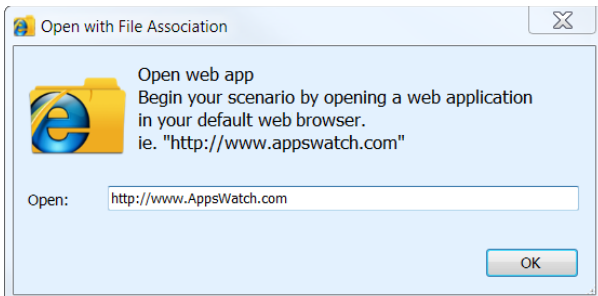 Open with File Association
Open web app
Begin your scenario by opening a web application
in your default web browser.
ie. "http://www.appswatch.com"
Open:
http://www.AppsWatch.com
OK